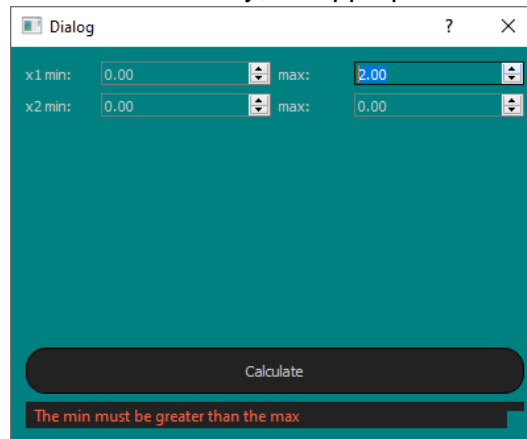 Dialog ?
x1 min: 0.00 max: 2.00
x2 min: 0.00 max: 0.00
Calculate
The min must be greater than the max